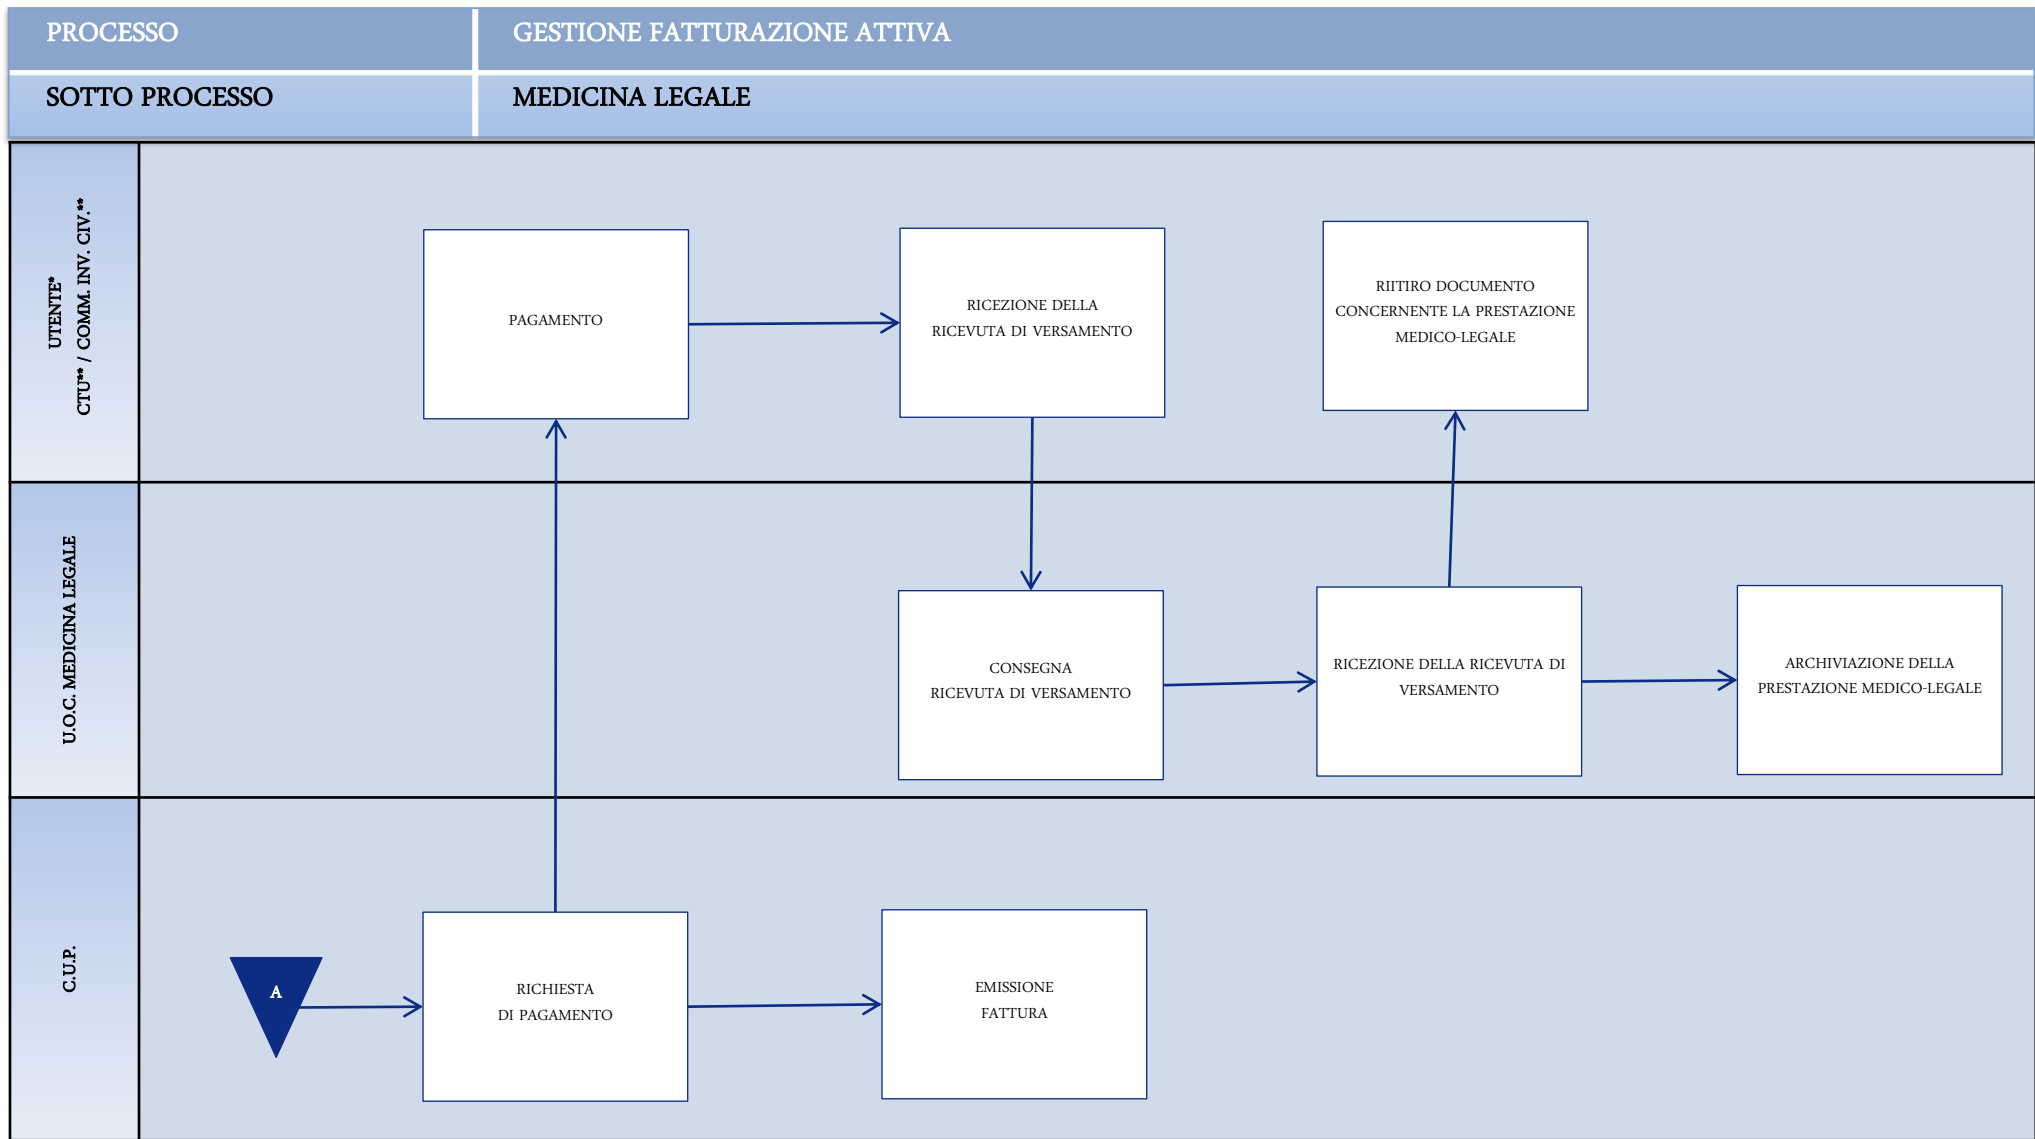 PROCESSO
GESTIONE FATTURAZIONE ATTIVA
SOTTO PROCESSO
MEDICINA LEGALE
UTENTE*
CTU** / COMM. INV. CIV.**
PAGAMENTO
RICEZIONE DELLA
RICEVUTA DI VERSAMENTO
RIITIRO DOCUMENTO
CONCERNENTE LA PRESTAZIONE
MEDICO-LEGALE
U.O.C. MEDICINA LEGALE
CONSEGNA
RICEVUTA DI VERSAMENTO
RICEZIONE DELLA RICEVUTA DI
VERSAMENTO
ARCHIVIAZIONE DELLA
PRESTAZIONE MEDICO-LEGALE
C.U.P.
A
RICHIESTA
DI PAGAMENTO
EMISSIONE
FATTURA